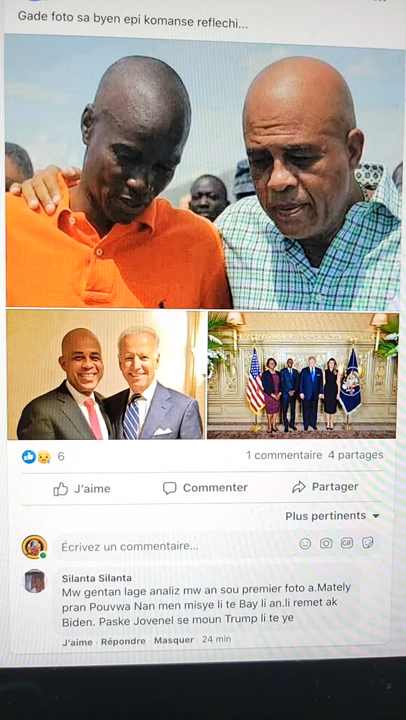 Gade foto sa byen epi komanse reflechi...
6
1 commentaire 4 partages
J'aime
Commenter
Partager
Plus pertinents
Écrivez un commentaire...
GIF
Silanta Silanta
Mw gentan lage analiz mw an sou premier foto a.Mately
pran Pouvwa Nan men misye li te Bay li an.li remet ak
Biden. Paske Jovenel se moun Trump li te ye
J'aime · Répondre · Masquer · 24 min